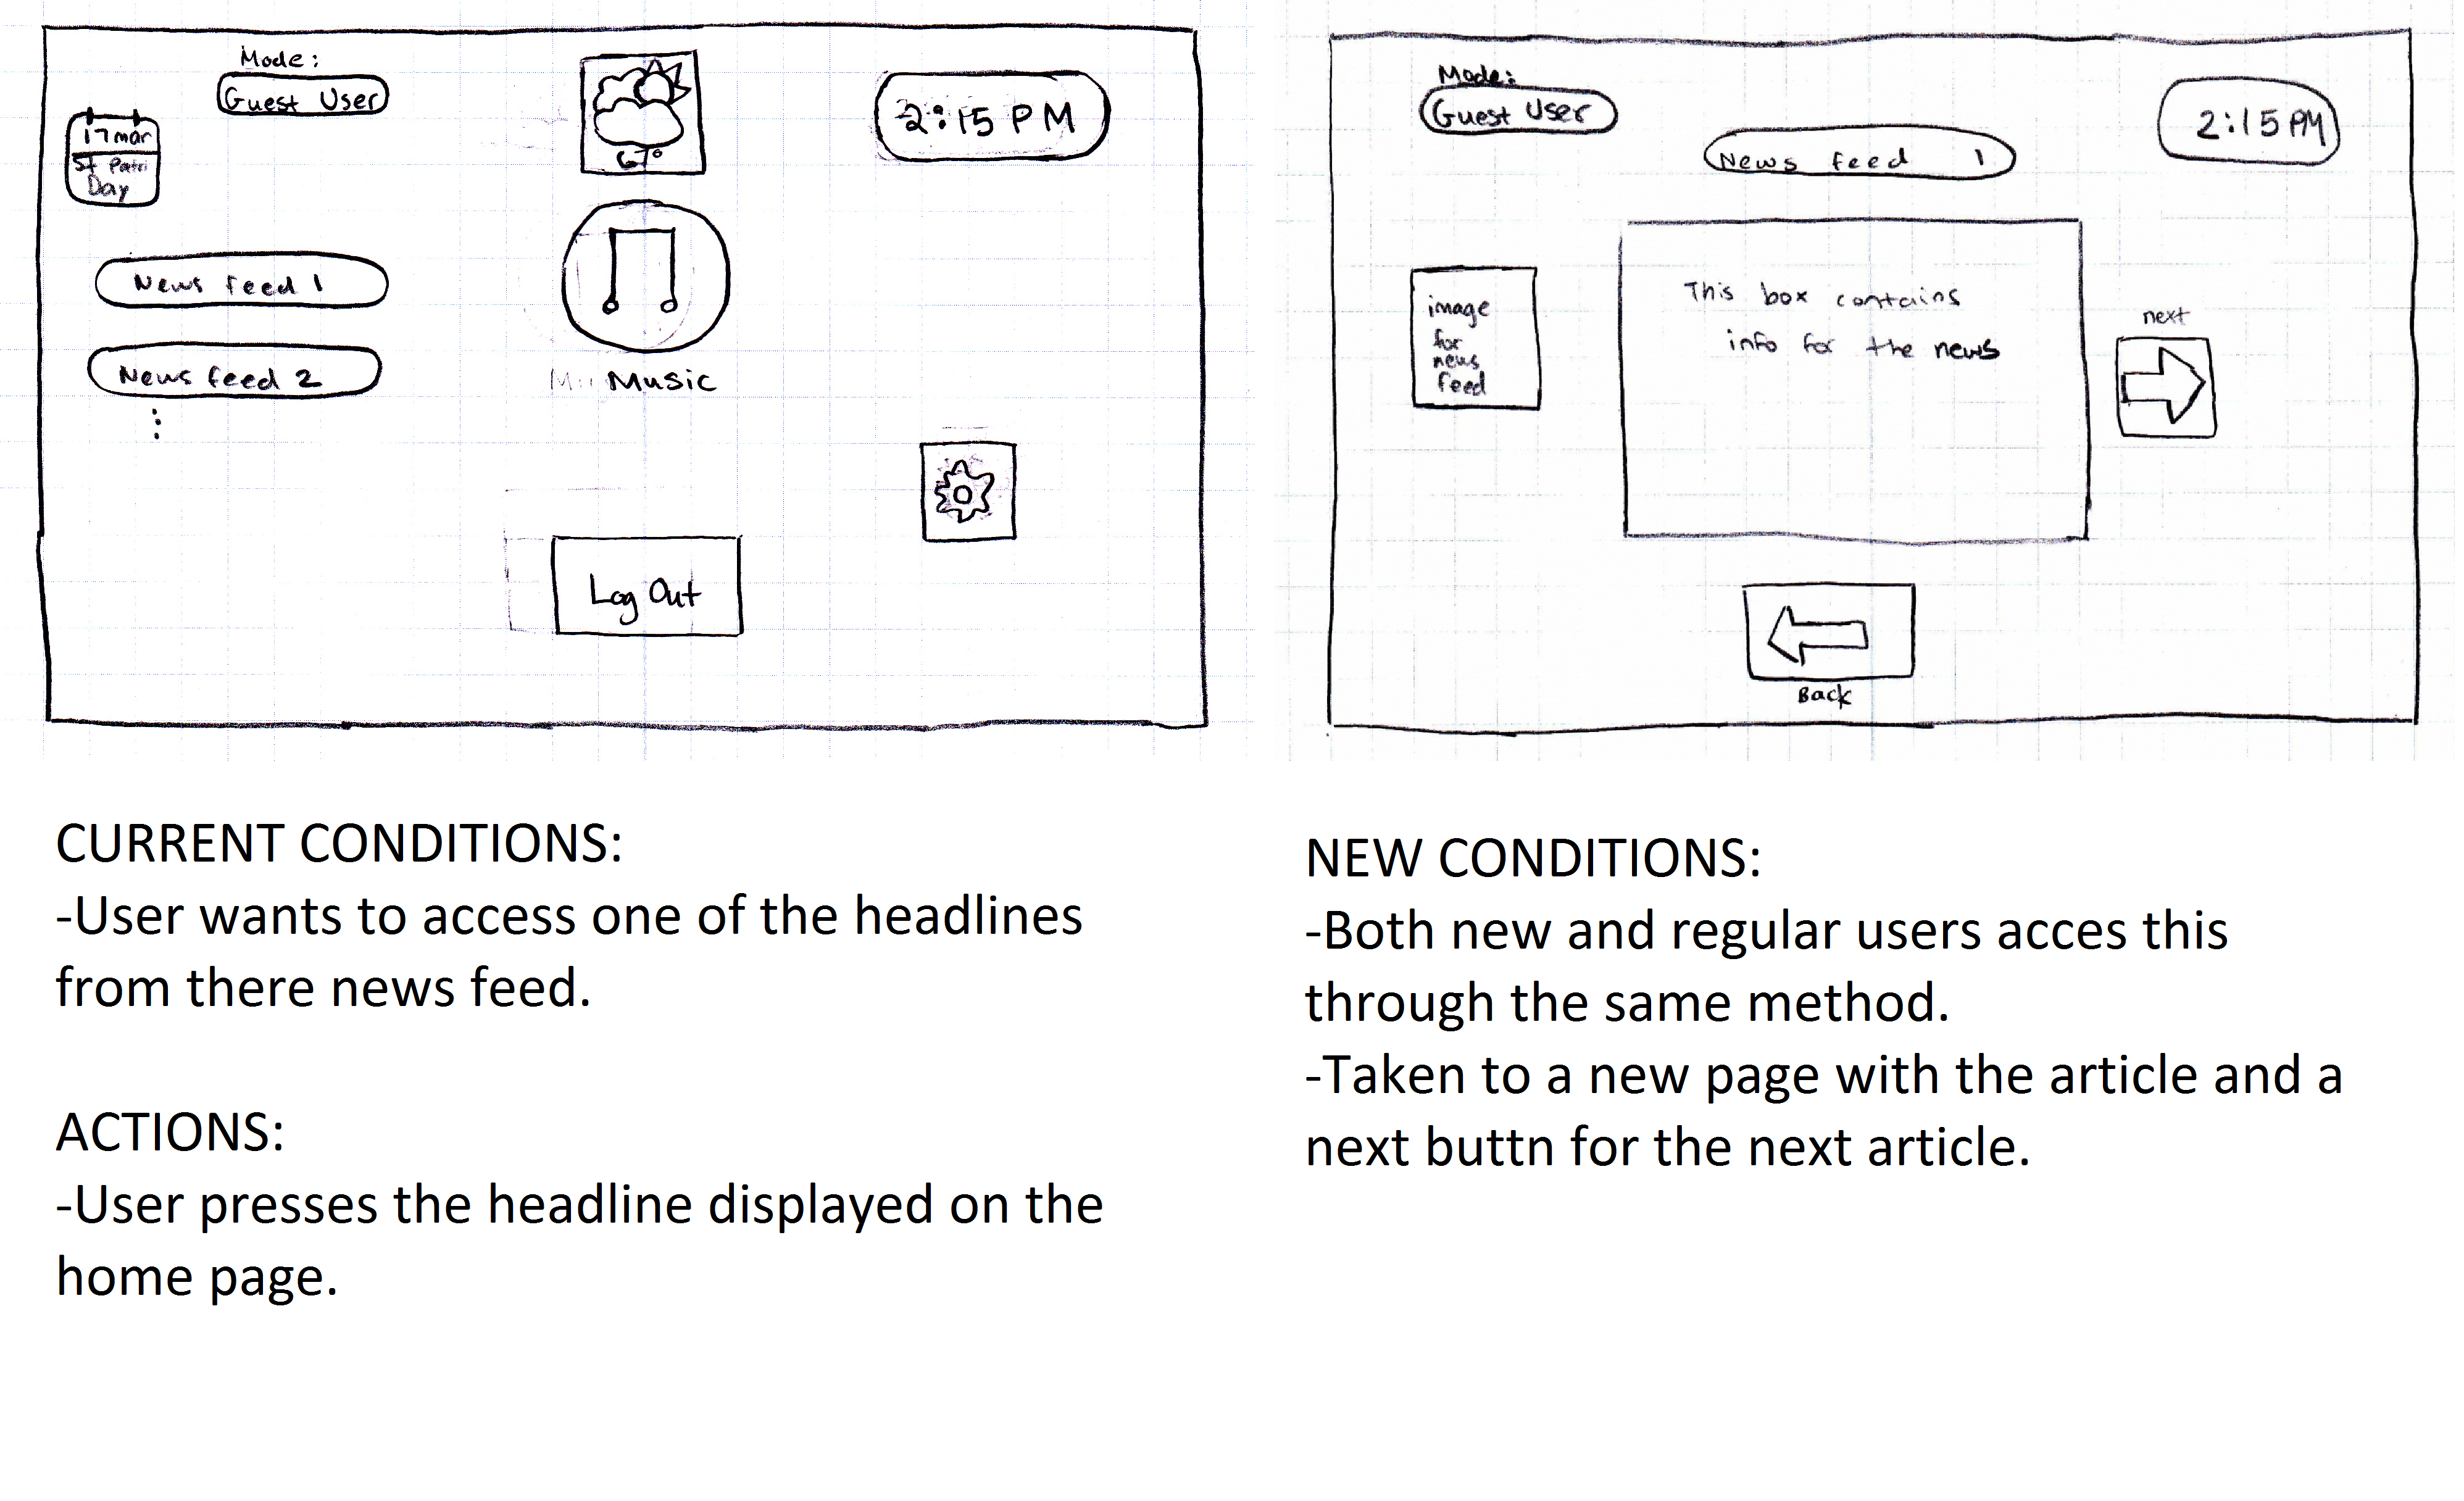 Mode:
Guest User
17 mar
St Patri
Day
67°
2:15 PM
News feed 1
News feed 2
Music
Log Out
Mode:
Guest User
News feed 1
2:15 PM
image
for
news
feed
This box contains
info for the news
next
Back
CURRENT CONDITIONS:
-User wants to access one of the headlines
from there news feed.
ACTIONS:
-User presses the headline displayed on the
home page.
NEW CONDITIONS:
-Both new and regular users acces this
through the same method.
-Taken to a new page with the article and a
next buttn for the next article.